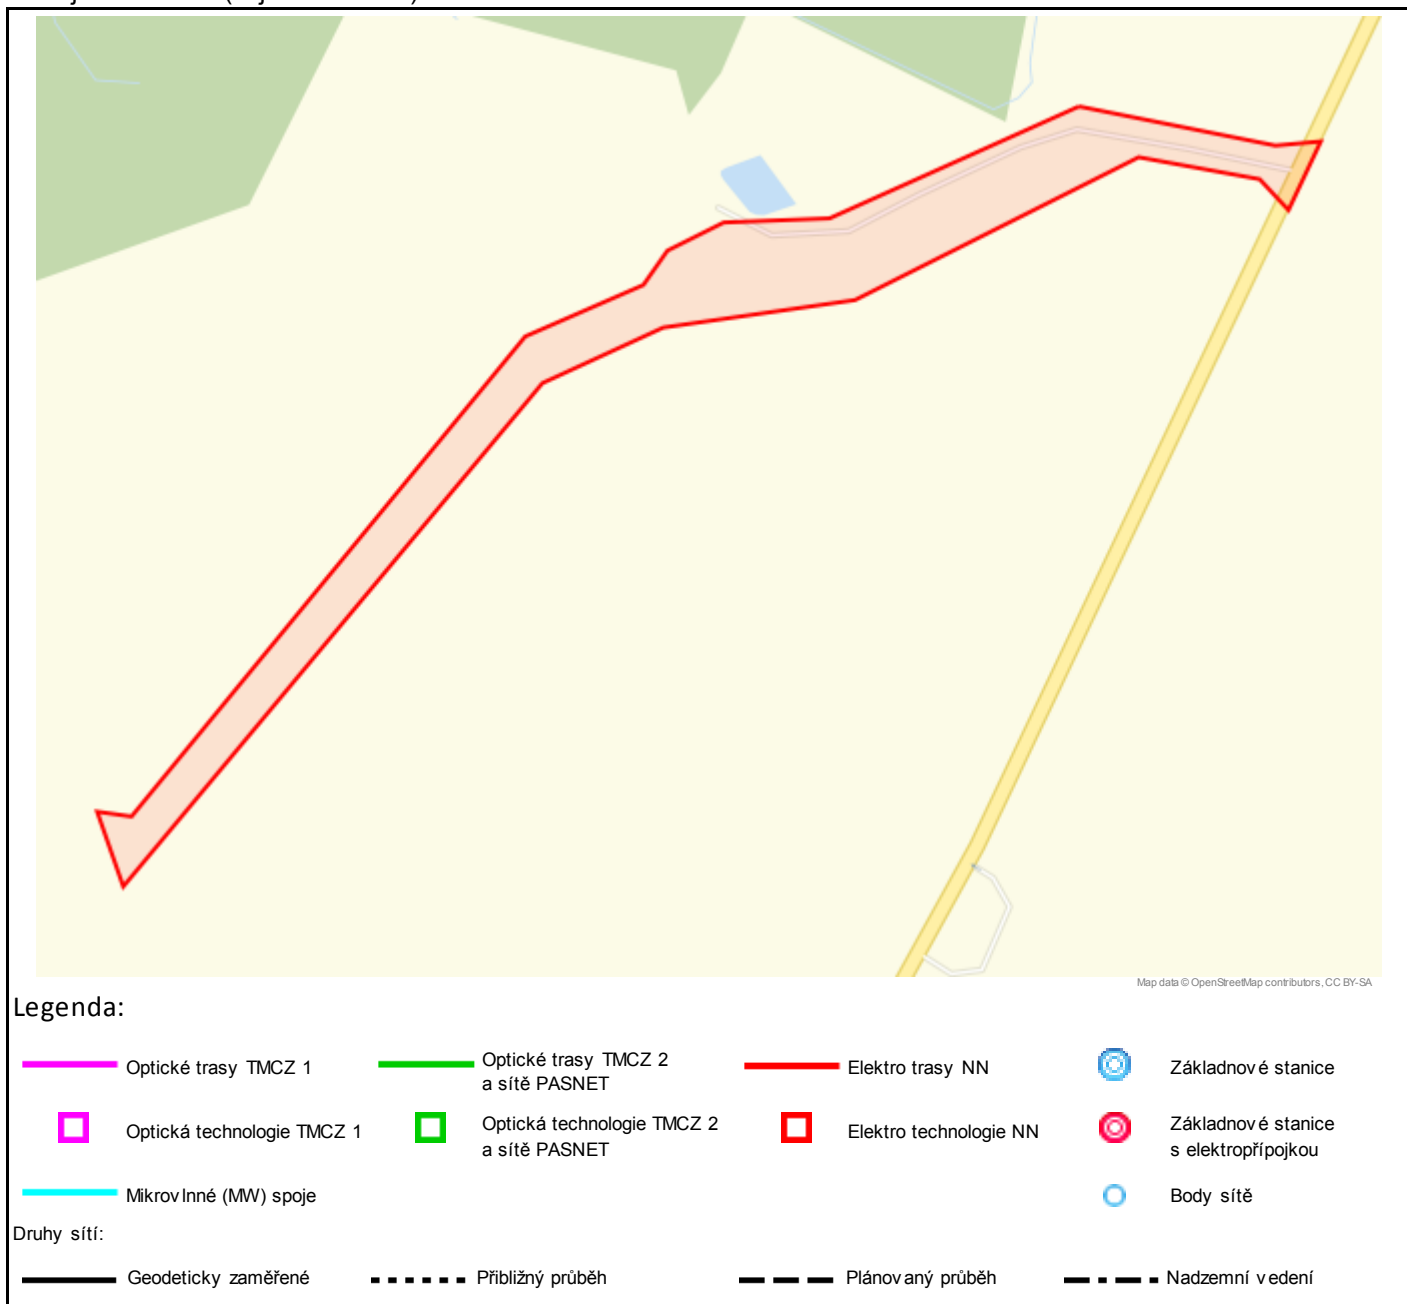 Map data © OpenStreetMap contributors, CC BY-SA
Legenda:
Optické trasy TMCZ 1
Optické trasy TMCZ 2
a sítě PASNET
Elektro trasy NN
Základnové stanice
Optická technologie TMCZ 1
Optická technologie TMCZ 2
a sítě PASNET
Elektro technologie NN
Základnové stanice
s elektropřípojkou
Mikrovlnné (MW) spoje
Body sítě
Druhy sítí:
Geodeticky zaměřené
Přibližný průběh
Plánovaný průběh
Nadzemní vedení